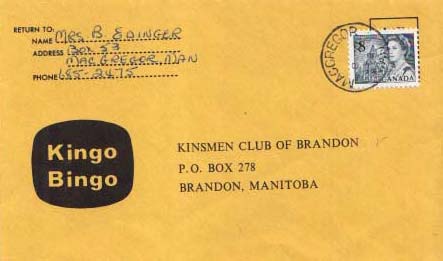 RETURN TO:
NAME MRS B EDINGER
ADDRESS BOX 33
MACGREGOR, MAN
PHONE 685-2475
MACGREGOR
8
CANADA
Kingo
Bingo
KINSMEN CLUB OF BRANDON
P.O. BOX 278
BRANDON, MANITOBA